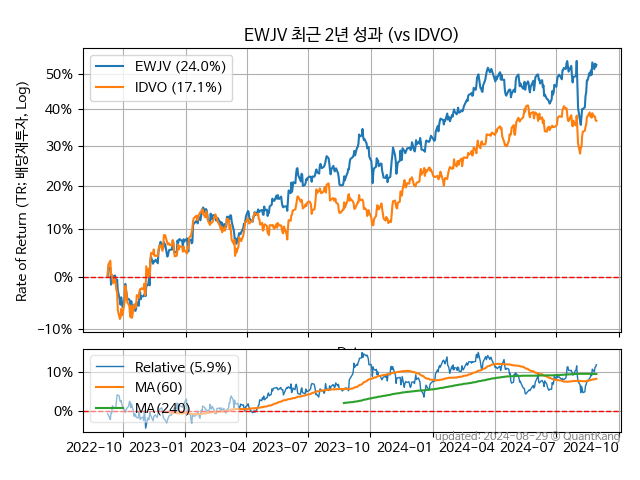 EWJV 최근 2년 성과 (vs IDVO)
Rate of Return (TR: 배당재투자, Log)
50%
40%
30%
20%
10%
0%
−10%
EWJV (24.0%)
IDVO (17.1%)
10%
0%
Relative (5.9%)
MA(60)
MA(240)
updated: 2024-08-29 © QuantKang
2022−10 2023−01 2023−04 2023−07 2023−10 2024−01 2024−04 2024−07 2024−10